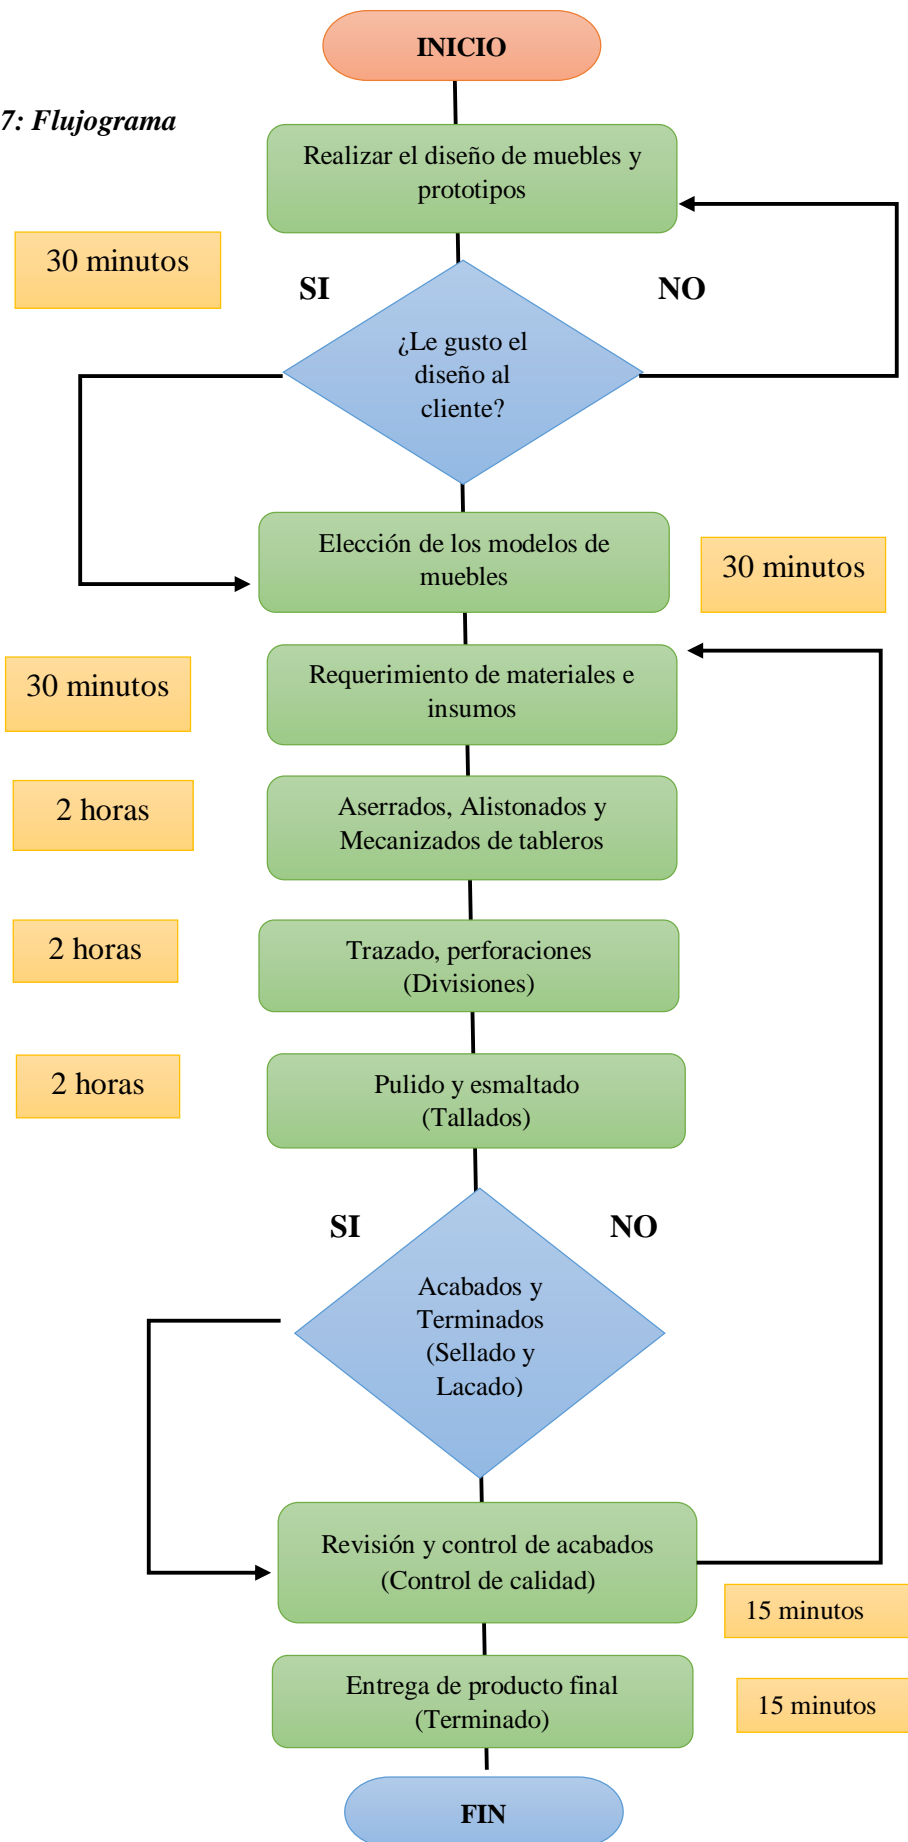 INICIO
7: Flujograma
Realizar el diseño de muebles y
prototipos
30 minutos
SI
NO
¿Le gusto el
diseño al
cliente?
Elección de los modelos de
muebles
30 minutos
30 minutos
Requerimiento de materiales e
insumos
2 horas
Aserrados, Alistonados y
Mecanizados de tableros
2 horas
Trazado, perforaciones
(Divisiones)
2 horas
Pulido y esmaltado
(Tallados)
SI
NO
Acabados y
Terminados
(Sellado y
Lacado)
Revisión y control de acabados
(Control de calidad)
15 minutos
Entrega de producto final
(Terminado)
15 minutos
FIN